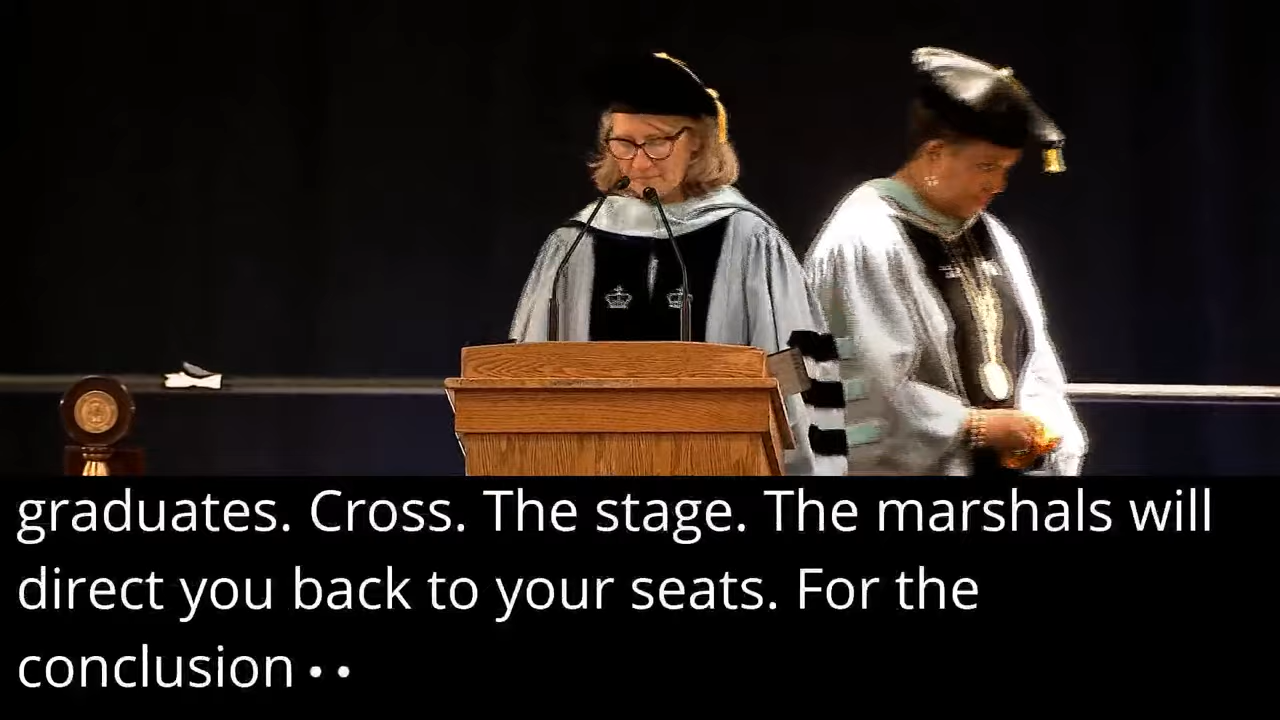 graduates. Cross. The stage. The marshals will
direct you back to your seats. For the
conclusion • •